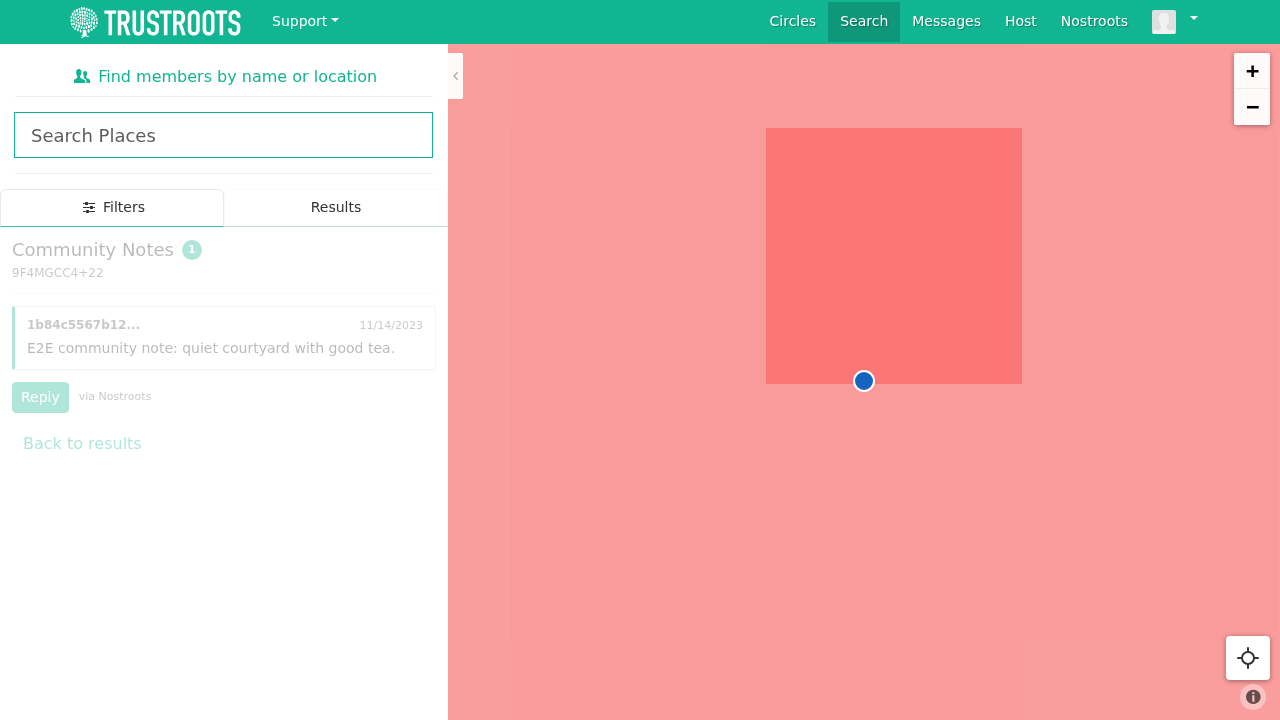 TRUSTROOTS
Support
Circles
Search
Messages
Host
Nostroots
Find members by name or location
Search Places
Filters
Results
Community Notes 1
9F4MGCC4+22
1b84c5567b12...
11/14/2023
E2E community note: quiet courtyard with good tea.
Reply
via Nostroots
Back to results
+
−